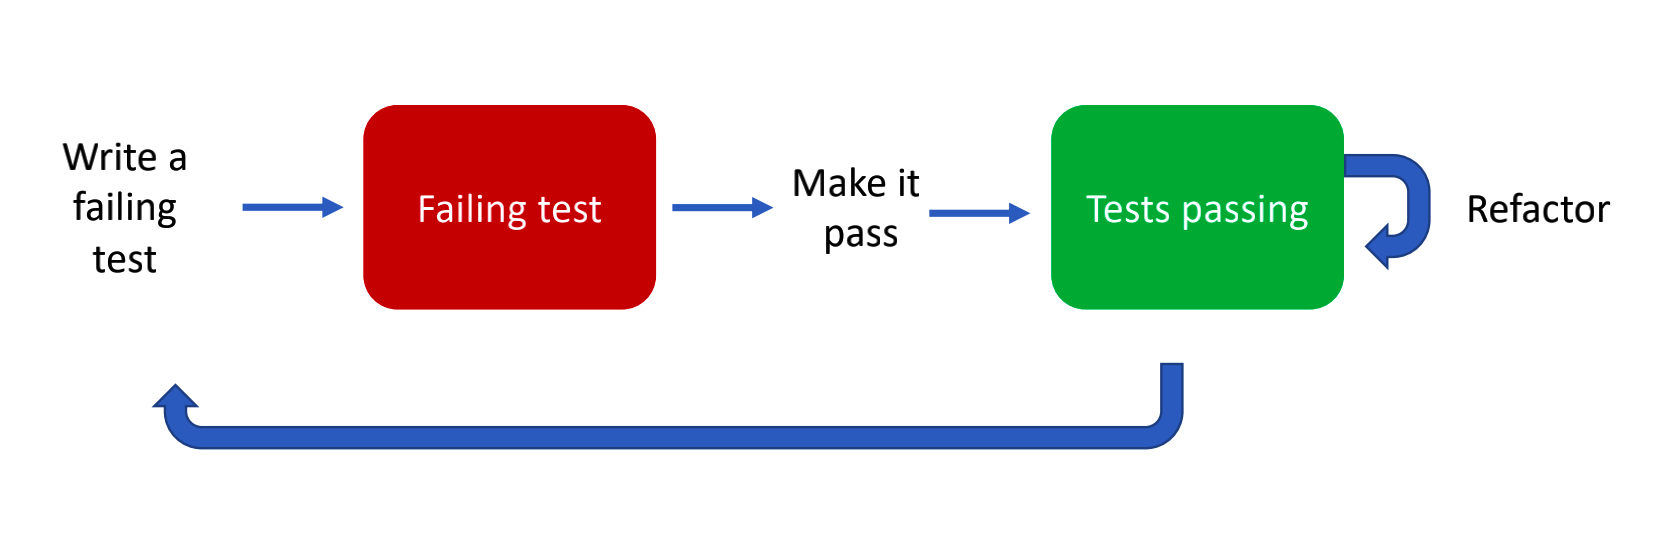 Write a
failing
test
Failing test
Make it
pass
Tests passing
Refactor